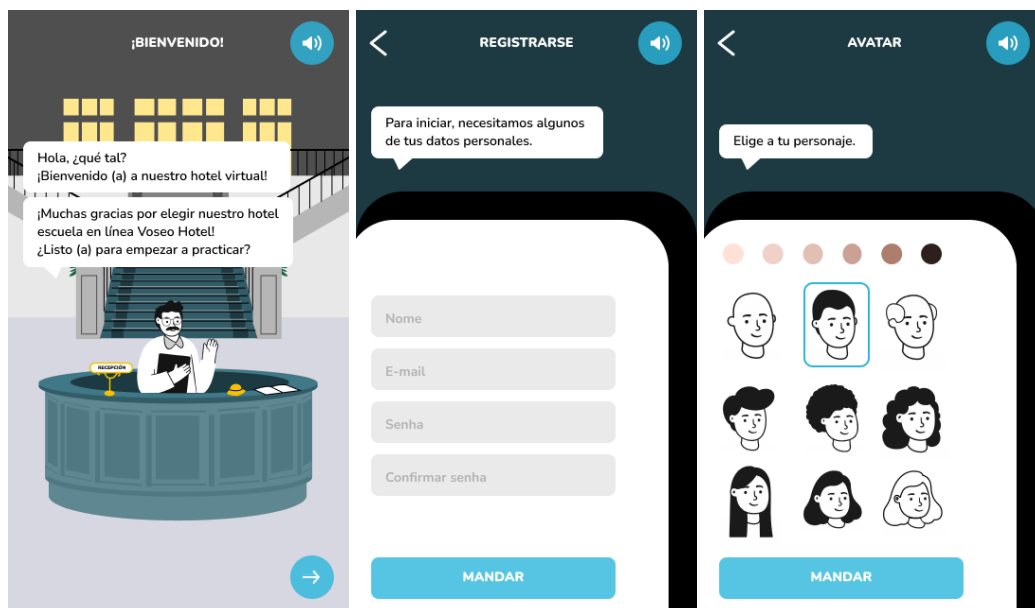 ¡BIENVENIDO!
Hola, ¿qué tal?
¡Bienvenido (a) a nuestro hotel virtual!
¡Muchas gracias por elegir nuestro hotel
escuela en línea Voseo Hotel!
¿Listo (a) para empezar a practicar?
RECEPCIÓN
REGISTRARSE
Para iniciar, necesitamos algunos
de tus datos personales.
Nome
E-mail
Senha
Confirmar senha
MANDAR
AVATAR
Elige a tu personaje.
MANDAR